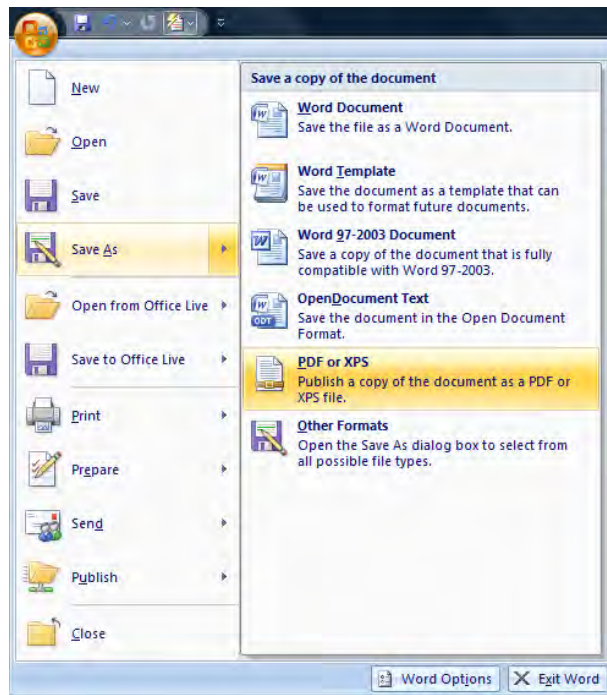 New
Open
Save
Save As
Open from Office Live
Save to Office Live
Print
Prepare
Send
Publish
Close
Save a copy of the document
Word Document
Save the file as a Word Document.
Word Template
Save the document as a template that can
be used to format future documents.
Word 97-2003 Document
Save a copy of the document that is fully
compatible with Word 97-2003.
OpenDocument Text
Save the document in the Open Document
Format.
PDF or XPS
Publish a copy of the document as a PDF or
XPS file.
Other Formats
Open the Save As dialog box to select from
all possible file types.
Word Options
Exit Word